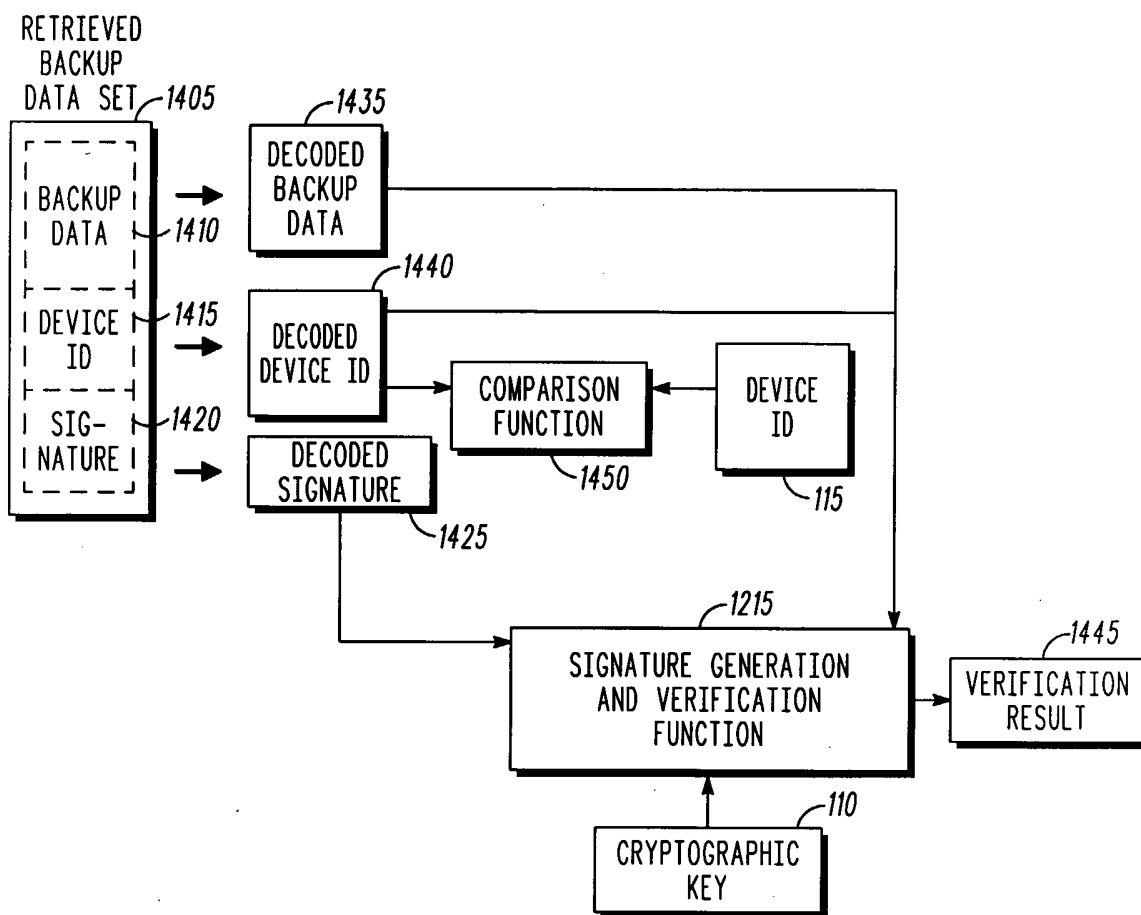 RETRIEVED
BACKUP
DATA SET
1405
BACKUP
DATA
1410
DEVICE
ID
1415
SIG-
NATURE
1420
1435
DECODED
BACKUP
DATA
1440
DECODED
DEVICE ID
DECODED
SIGNATURE
1425
COMPARISON
FUNCTION
1450
DEVICE
ID
115
1215
SIGNATURE GENERATION
AND VERIFICATION
FUNCTION
1445
VERIFICATION
RESULT
110
CRYPTOGRAPHIC
KEY